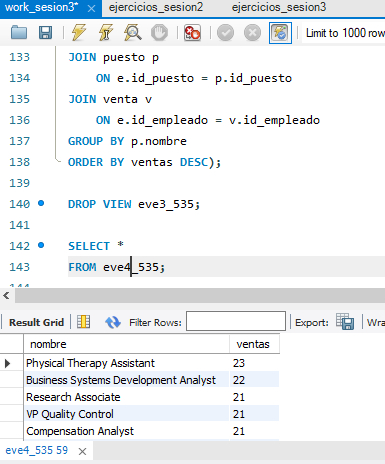 work_sesion3* × ejercicios_sesion2 ejercicios_sesion3
Limit to 1000 row
133 JOIN puesto p
134 ON e.id_puesto = p.id_puesto
135 JOIN venta v
136 ON e.id_empleado = v.id_empleado
137 GROUP BY p.nombre
138 ORDER BY ventas DESC);
139
140 DROP VIEW eve3_535;
141
142 SELECT *
143 FROM eve4_535;
Result Grid Filter Rows: Export: Wra
nombre ventas
Physical Therapy Assistant 23
Business Systems Development Analyst 22
Research Associate 21
VP Quality Control 21
Compensation Analyst 21
eve4_535 59 ×